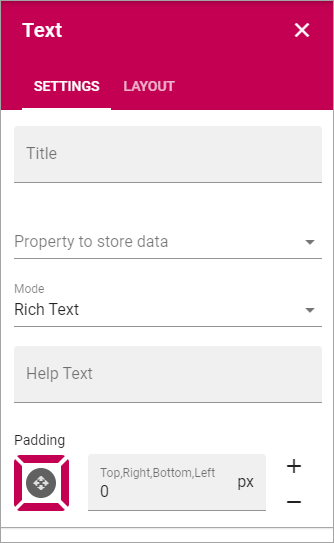 Text
SETTINGS LAYOUT
Title
Property to store data
Mode
Rich Text
Help Text
Padding
Top,Right,Bottom,Left
0 px